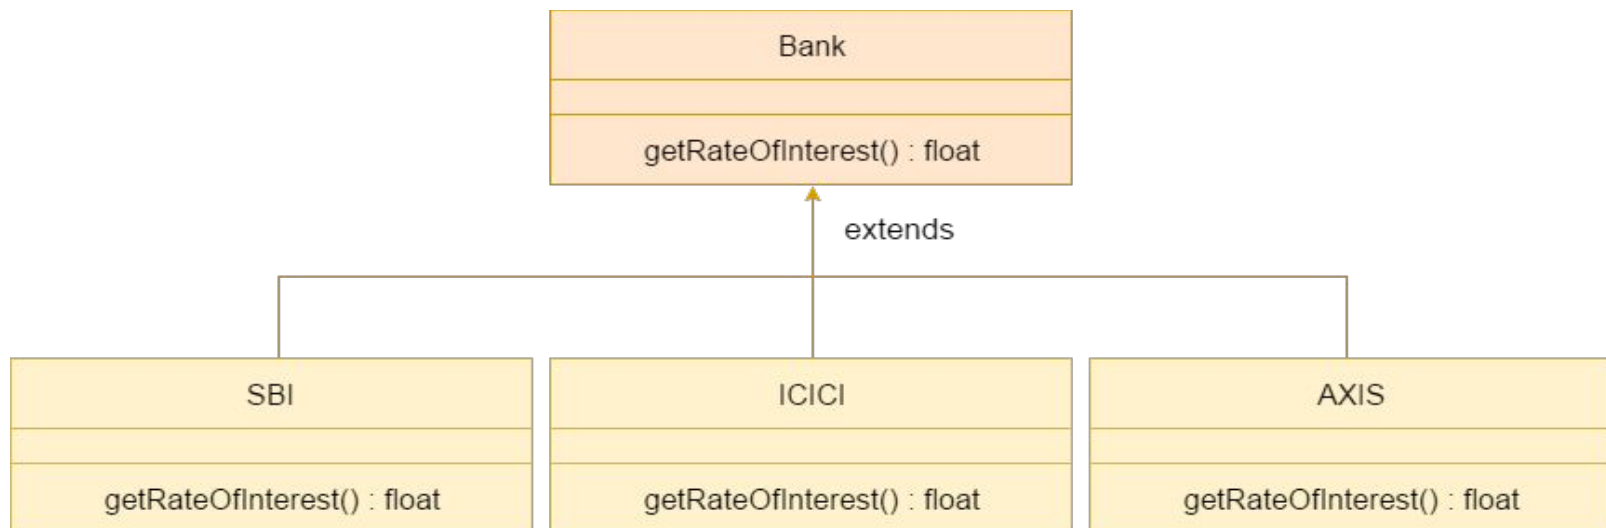 Bank
getRateOfInterest() : float
extends
SBI
ICICI
AXIS
getRateOfInterest() : float
getRateOfInterest() : float
getRateOfInterest() : float